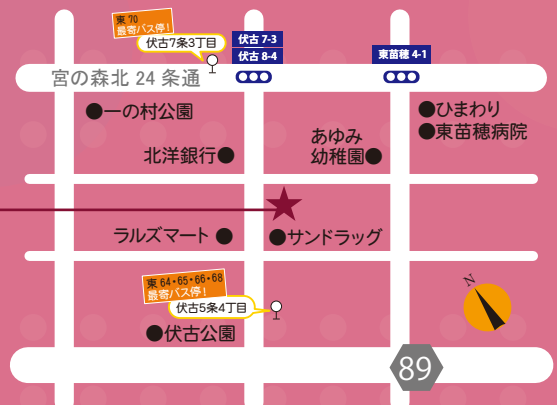 東 70
最寄バス停!
伏古7条3丁目
伏古 7-3
伏古 8-4
東苗穂 4-1
宮の森北 24 条通
●一の村公園
●ひまわり
●東苗穂病院
あゆみ
幼稚園●
北洋銀行●
ラルズマート ●
●サンドラッグ
東 64・65・66・68
最寄バス停!
伏古5条4丁目
N
●伏古公園
89